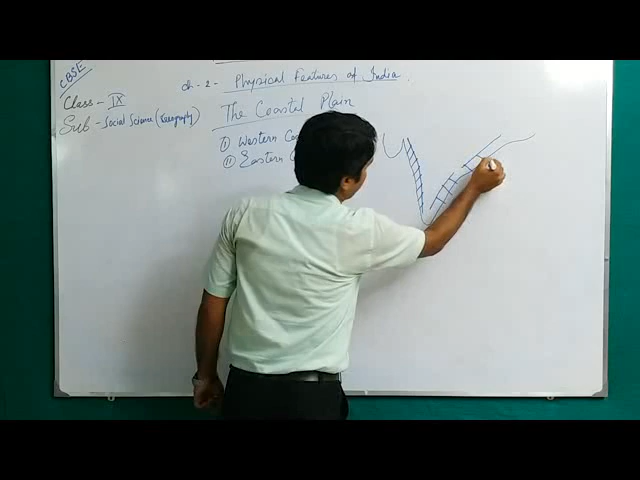 CBSE
ch - 2 - Physical Features of India.
Class - IX
The Coastal Plain
Sub - Social Science (Geography)
(I) Western
(II) Eastern